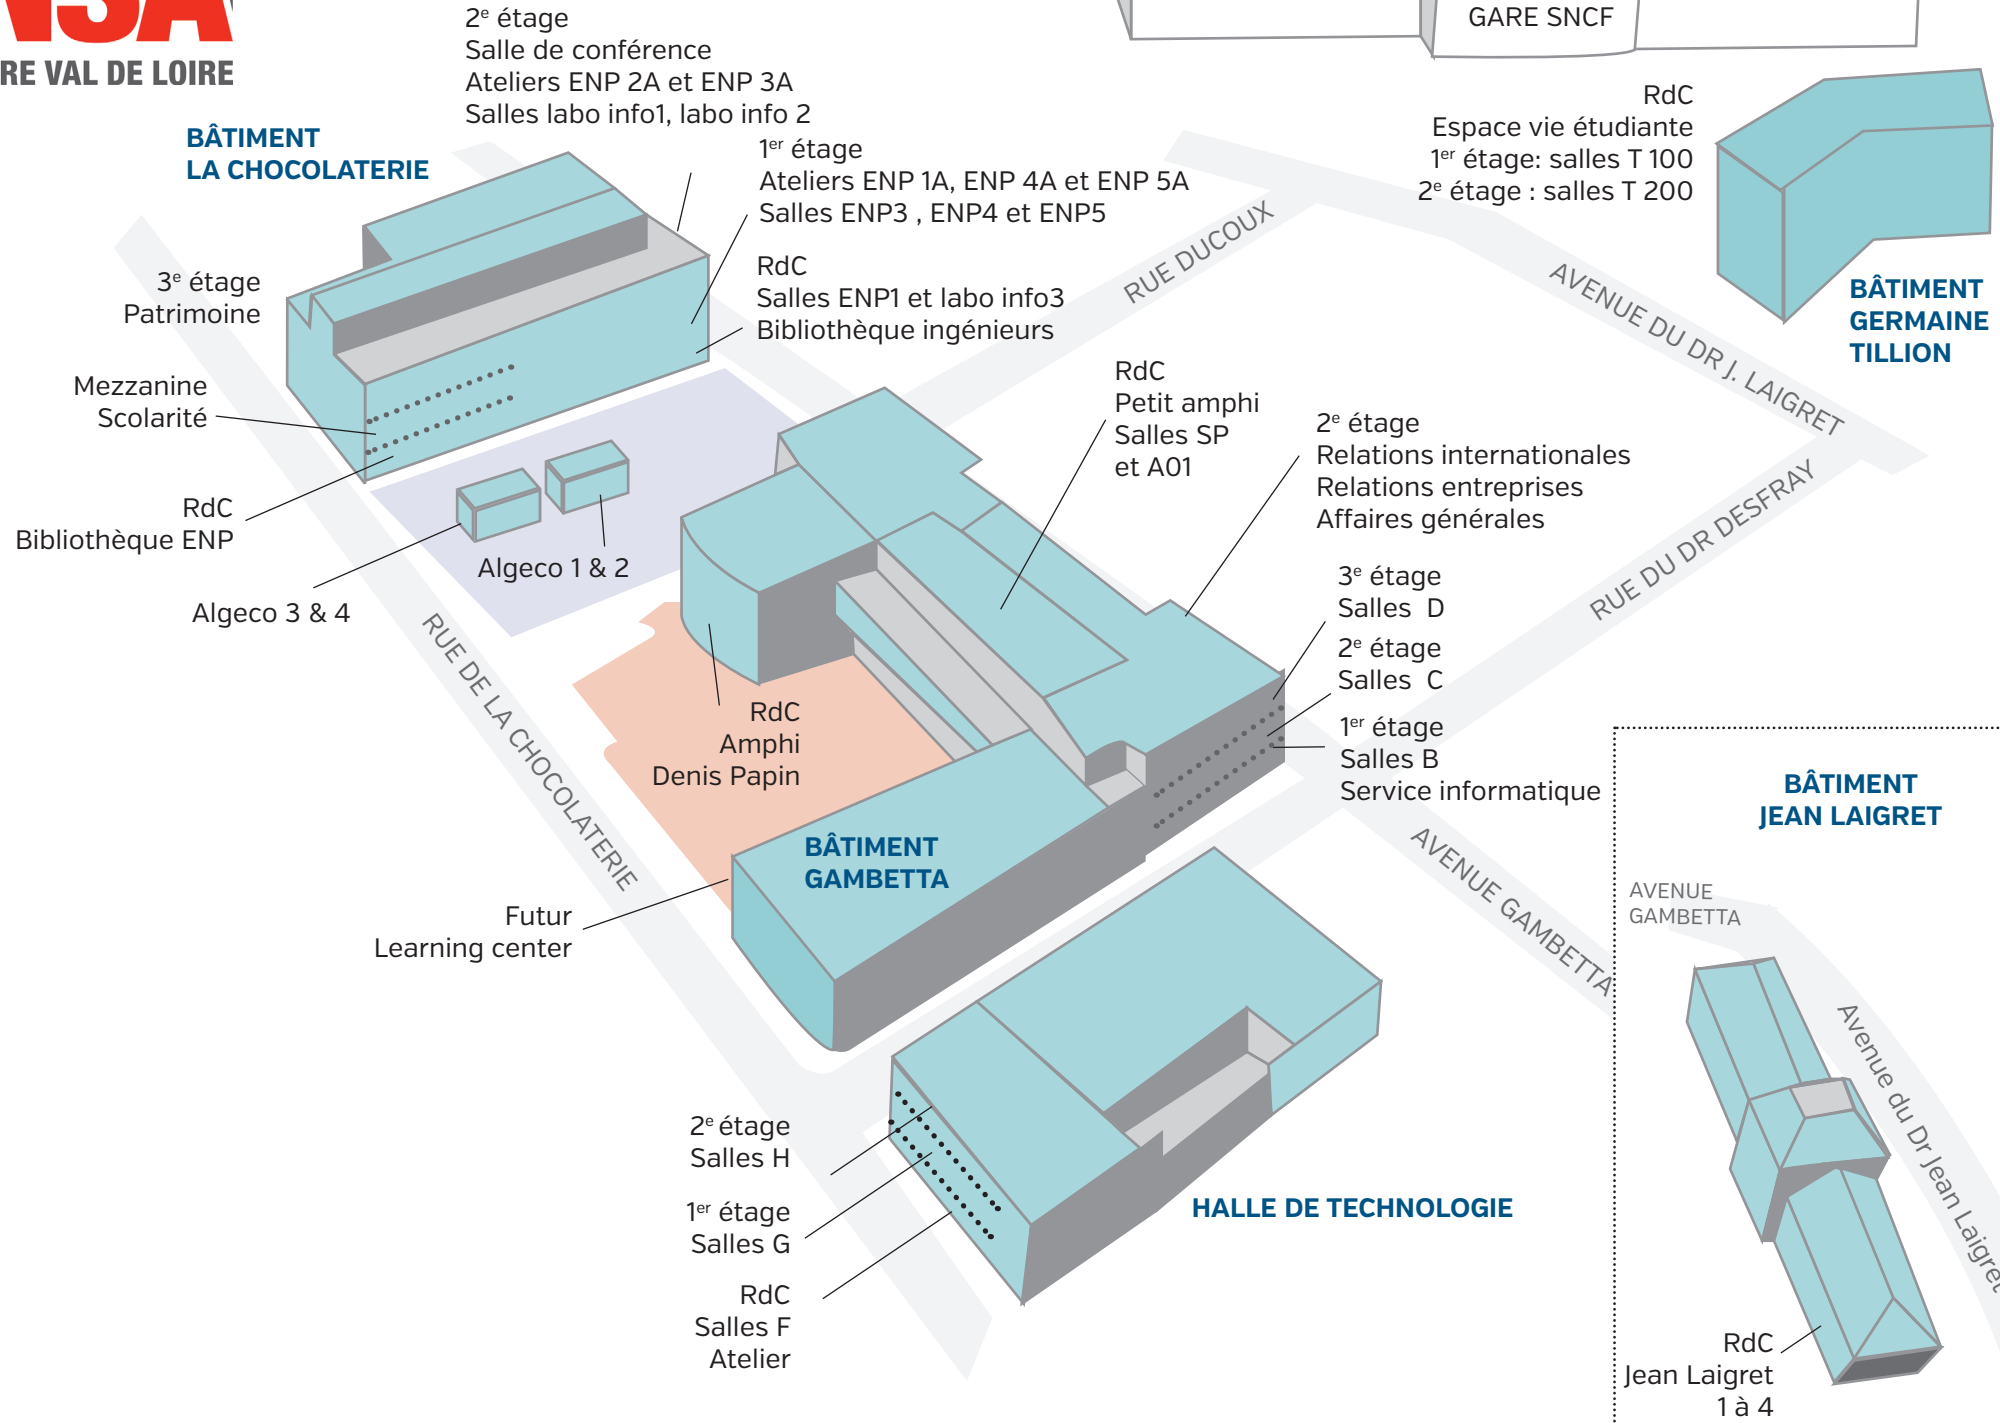 NSA
RE VAL DE LOIRE
2e étage
Salle de conférence
Ateliers ENP 2A et ENP 3A
Salles labo info1, labo info 2
GARE SNCF
BÂTIMENT
LA CHOCOLATERIE
1er étage
Ateliers ENP 1A, ENP 4A et ENP 5A
Salles ENP3 , ENP4 et ENP5
RdC
Espace vie étudiante
1er étage: salles T 100
2e étage : salles T 200
RUE DUCOUX
RdC
Salles ENP1 et labo info3
Bibliothèque ingénieurs
3e étage
Patrimoine
AVENUE DU DR J. LAIGRET
BÂTIMENT
GERMAINE
TILLION
Mezzanine
Scolarité
RdC
Petit amphi
Salles SP
et A01
2e étage
Relations internationales
Relations entreprises
Affaires générales
RdC
Bibliothèque ENP
RUE DU DR DESFRAY
Algeco 1 & 2
Algeco 3 & 4
3e étage
Salles D
2e étage
Salles C
1er étage
Salles B
Service informatique
RUE DE LA CHOCOLATERIE
RdC
Amphi
Denis Papin
BÂTIMENT
GAMBETTA
Futur
Learning center
AVENUE GAMBETTA
BÂTIMENT
JEAN LAIGRET
AVENUE
GAMBETTA
Avenue du Dr Jean Laigret
2e étage
Salles H
1er étage
Salles G
RdC
Salles F
Atelier
HALLE DE TECHNOLOGIE
RdC
Jean Laigret
1 à 4